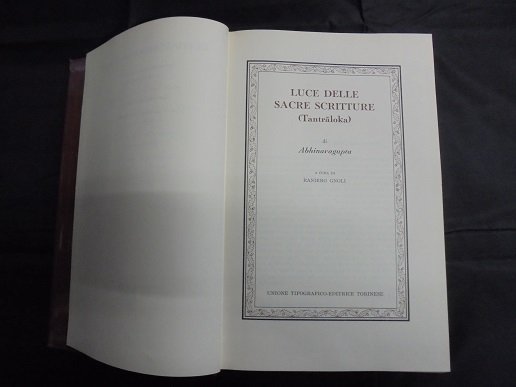 LUCE DELLE
SACRE SCRITTURE
(Tantrāloka)
di
Abhinavagupta
A CURA DI
RANIERO GNOLI
UNIONE TIPOGRAFICO-EDITRICE TORINESE